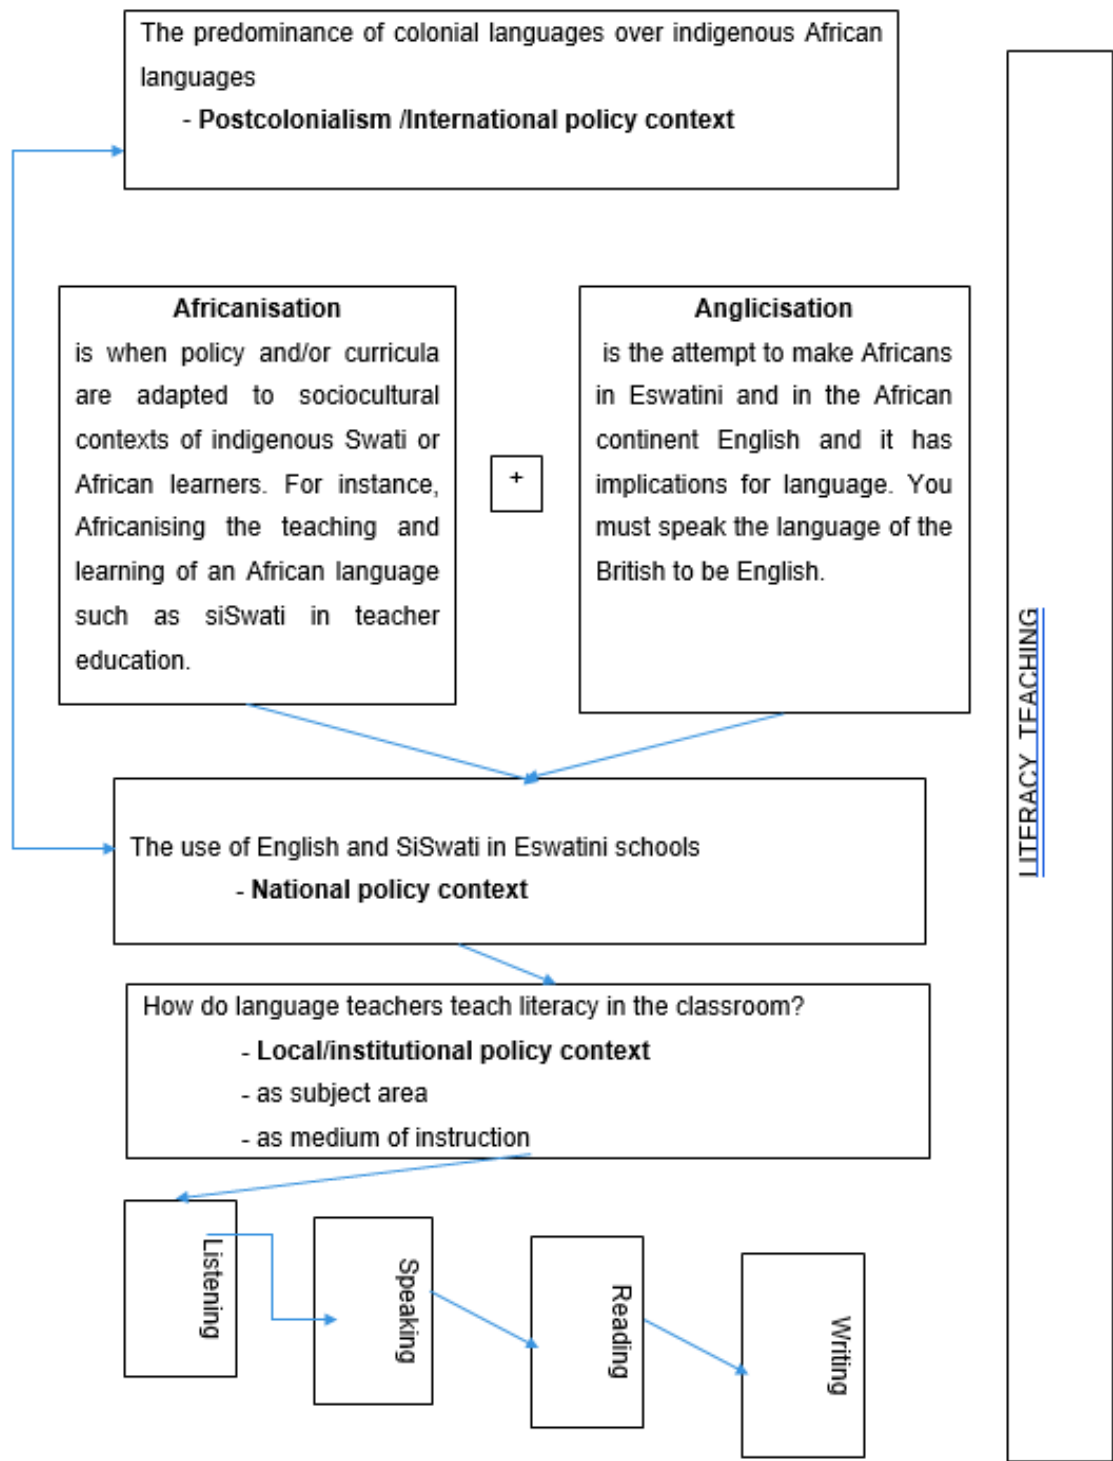 The predominance of colonial languages over indigenous African
languages
- Postcolonialism /International policy context
Africanisation
is when policy and/or curricula
are adapted to sociocultural
contexts of indigenous Swati or
African learners. For instance,
Africanising the teaching and
learning of an African language
such as siSwati in teacher
education.
+
Anglicisation
is the attempt to make Africans
in Eswatini and in the African
continent English and it has
implications for language. You
must speak the language of the
British to be English.
The use of English and SiSwati in Eswatini schools
- National policy context
How do language teachers teach literacy in the classroom?
- Local/institutional policy context
- as subject area
- as medium of instruction
Listening
Speaking
Reading
Writing
LITERACY TEACHING